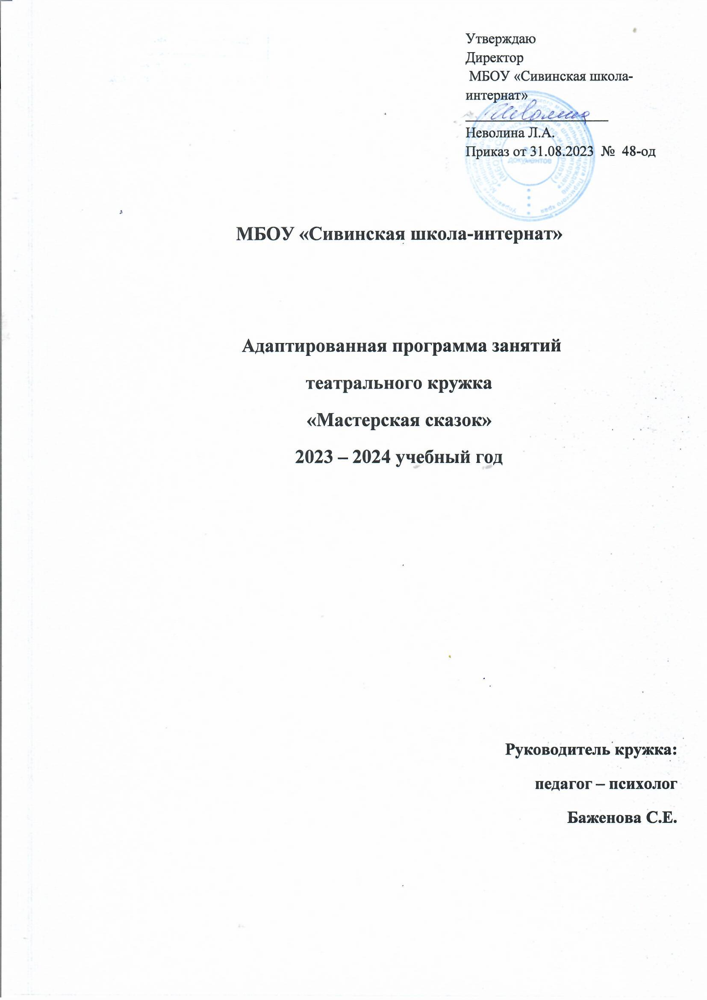 Утверждаю
Директор
МБОУ «Сивинская школа-
интернат»
Неволина Л.А.
Приказ от 31.08.2023 № 48-од
документов
МБОУ «Сивинская школа-интернат»
Адаптированная программа занятий
театрального кружка
«Мастерская сказок»
2023 – 2024 учебный год
Руководитель кружка:
педагог – психолог
Баженова С.Е.